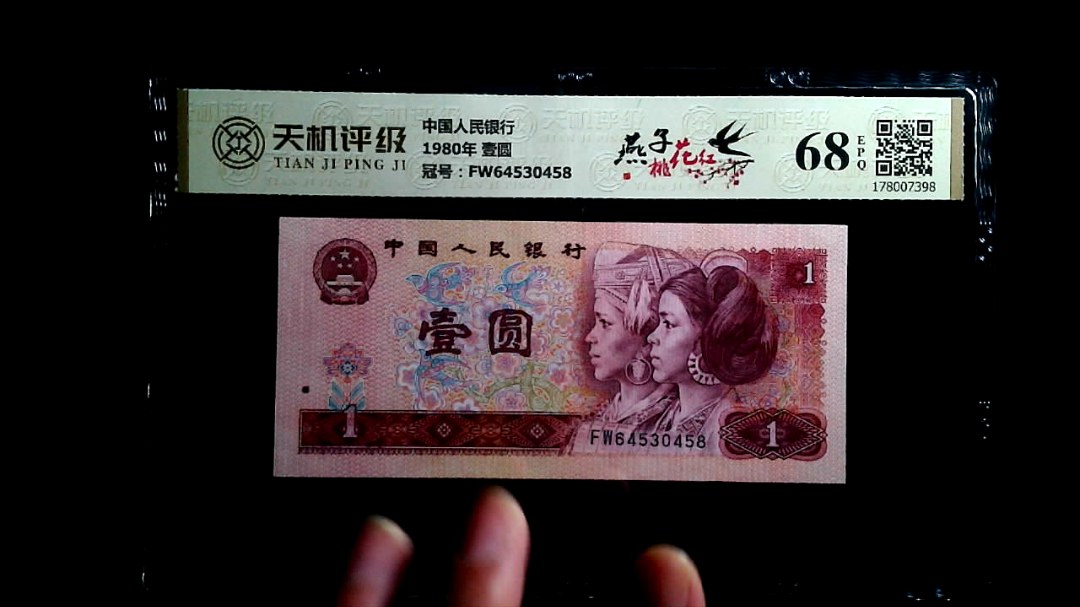 天机评级
TIAN JI PING JI
中国人民银行
1980年 壹圆
冠号：FW64530458
燕子
桃花红
68
EPQ
178007398
中国人民银行
1
壹圆
1
FW64530458
1